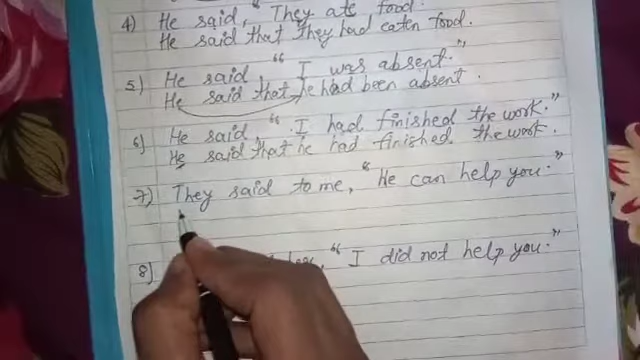 4) He said, "They ate food.
He said that they had eaten food.
5) He said, "I was absent."
He said that he had been absent.
6) He said, "I had finished the work."
He said that he had finished the work.
7) They said to me, "He can help you."
8) her, "I did not help you."